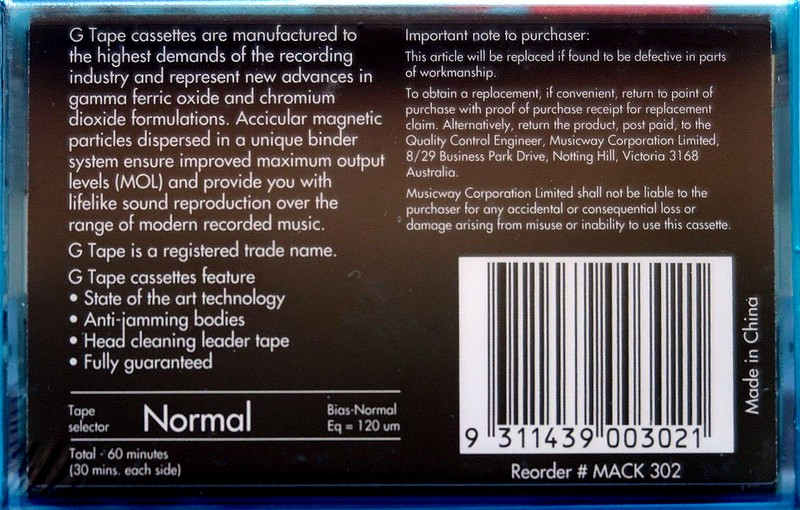 G Tape cassettes are manufactured to
the highest demands of the recording
industry and represent new advances in
gamma ferric oxide and chromium
dioxide formulations. Accicular magnetic
particles dispersed in a unique binder
system ensure improved maximum output
levels (MOL) and provide you with
lifelike sound reproduction over the
range of modern recorded music.
G Tape is a registered trade name.
G Tape cassettes feature
• State of the art technology
• Anti-jamming bodies
• Head cleaning leader tape
• Fully guaranteed
Tape
selector
Normal
Bias-Normal
Eq = 120 um
Total - 60 minutes
(30 mins. each side)
Important note to purchaser:
This article will be replaced if found to be defective in parts
of workmanship.
To obtain a replacement, if convenient, return to point of
purchase with proof of purchase receipt for replacement
claim. Alternatively, return the product, post paid, to the
Quality Control Engineer, Musicway Corporation Limited,
8/29 Business Park Drive, Notting Hill, Victoria 3168
Australia.
Musicway Corporation Limited shall not be liable to the
purchaser for any accidental or consequential loss or
damage arising from misuse or inability to use this cassette.
9 311439 003021
Reorder # MACK 302
Made in China